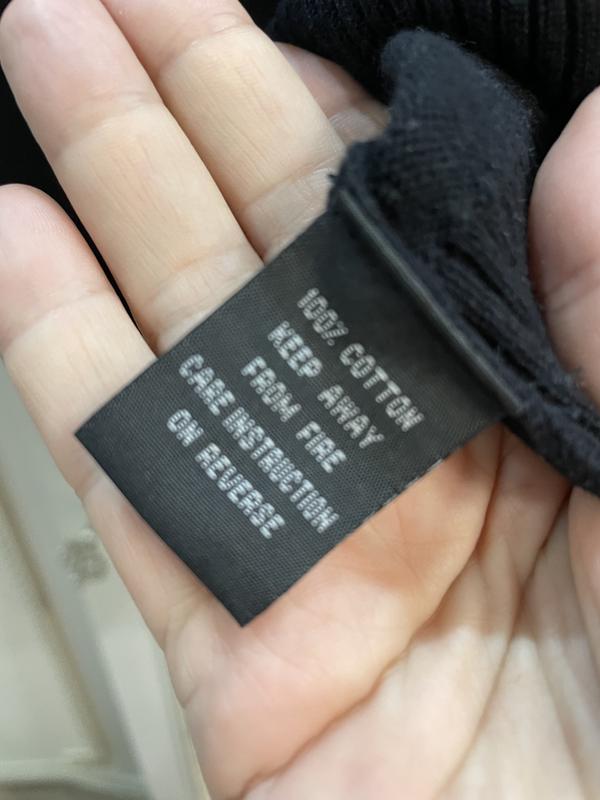 100% COTTON
KEEP AWAY
FROM FIRE
CARE INSTRUCTION
ON REVERSE